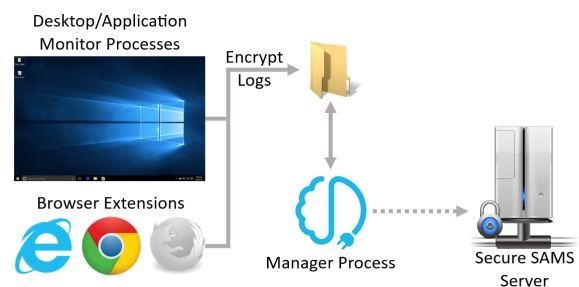 Desktop/Application
Monitor Processes
Encrypt
Logs
Browser Extensions
Manager Process
Secure SAMS
Server